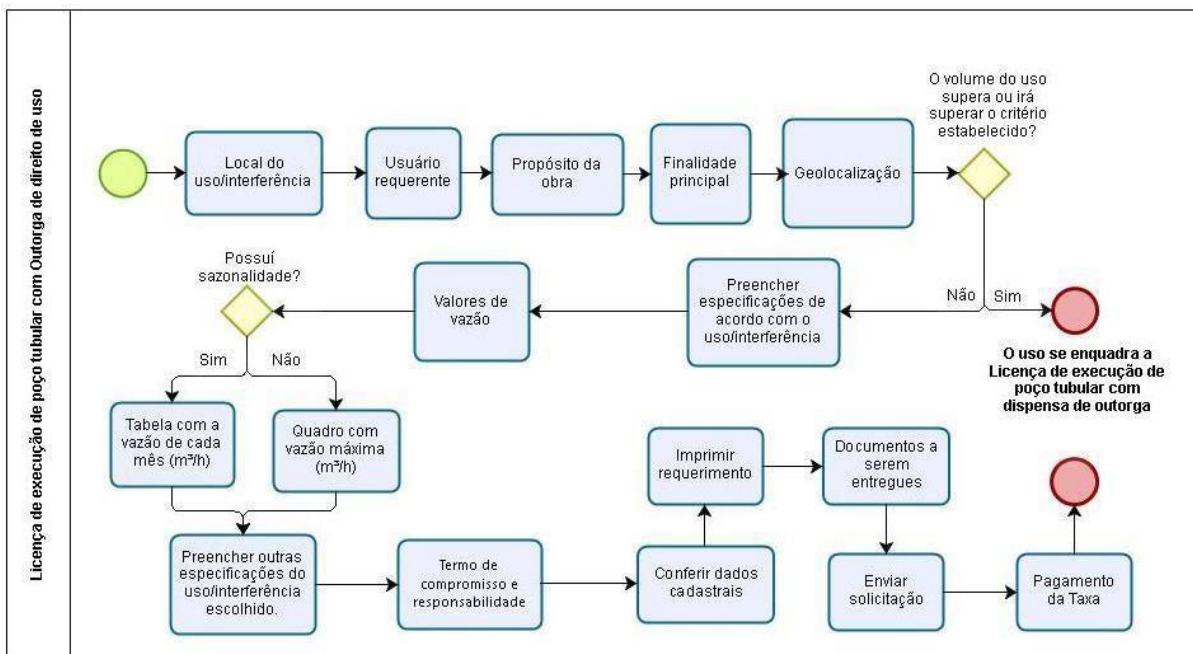 Licença de execução de poço tubular com Outorga de direito de uso
O volume do uso
supera ou irá
superar o critério
estabelecido?
Local do
uso/interferência
Usuário
requerente
Propósito da
obra
Finalidade
principal
Geolocalização
Possuí
sazonalidade?
Valores de
vazão
Preencher
especificações de
acordo com o
uso/interferência
Não
Sim
O uso se enquadra a
Licença de execução de
poço tubular com
dispensa de outorga
Sim
Não
Tabela com a
vazão de cada
mês (m³/h)
Quadro com
vazão máxima
(m³/h)
Imprimir
requerimento
Documentos a
serem
entregues
Preencher outras
especificações do
uso/interferência
escolhido.
Termo de
compromisso e
responsabilidade
Conferir dados
cadastrais
Enviar
solicitação
Pagamento
da Taxa